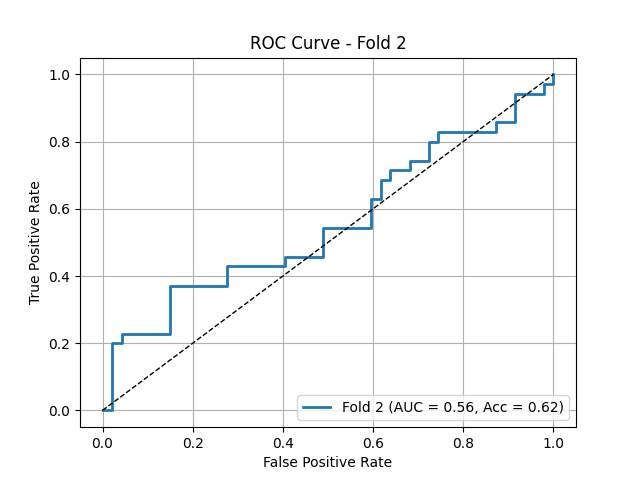 ROC Curve - Fold 2
True Positive Rate
1.0
0.8
0.6
0.4
0.2
0.0
Fold 2 (AUC = 0.56, Acc = 0.62)
0.0 0.2 0.4 0.6 0.8 1.0
False Positive Rate